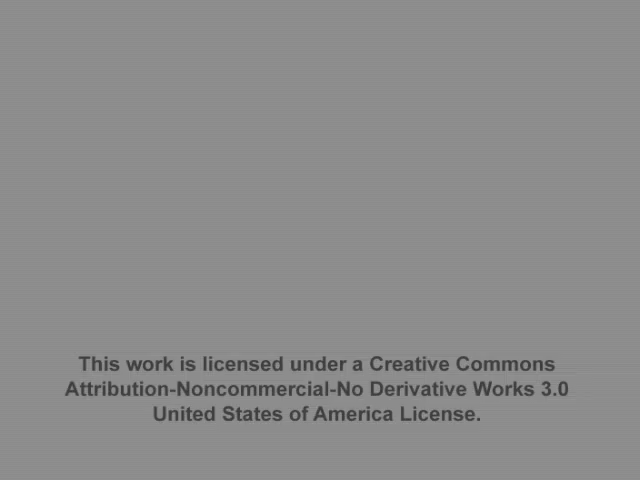 This work is licensed under a Creative Commons
Attribution-Noncommercial-No Derivative Works 3.0
United States of America License.